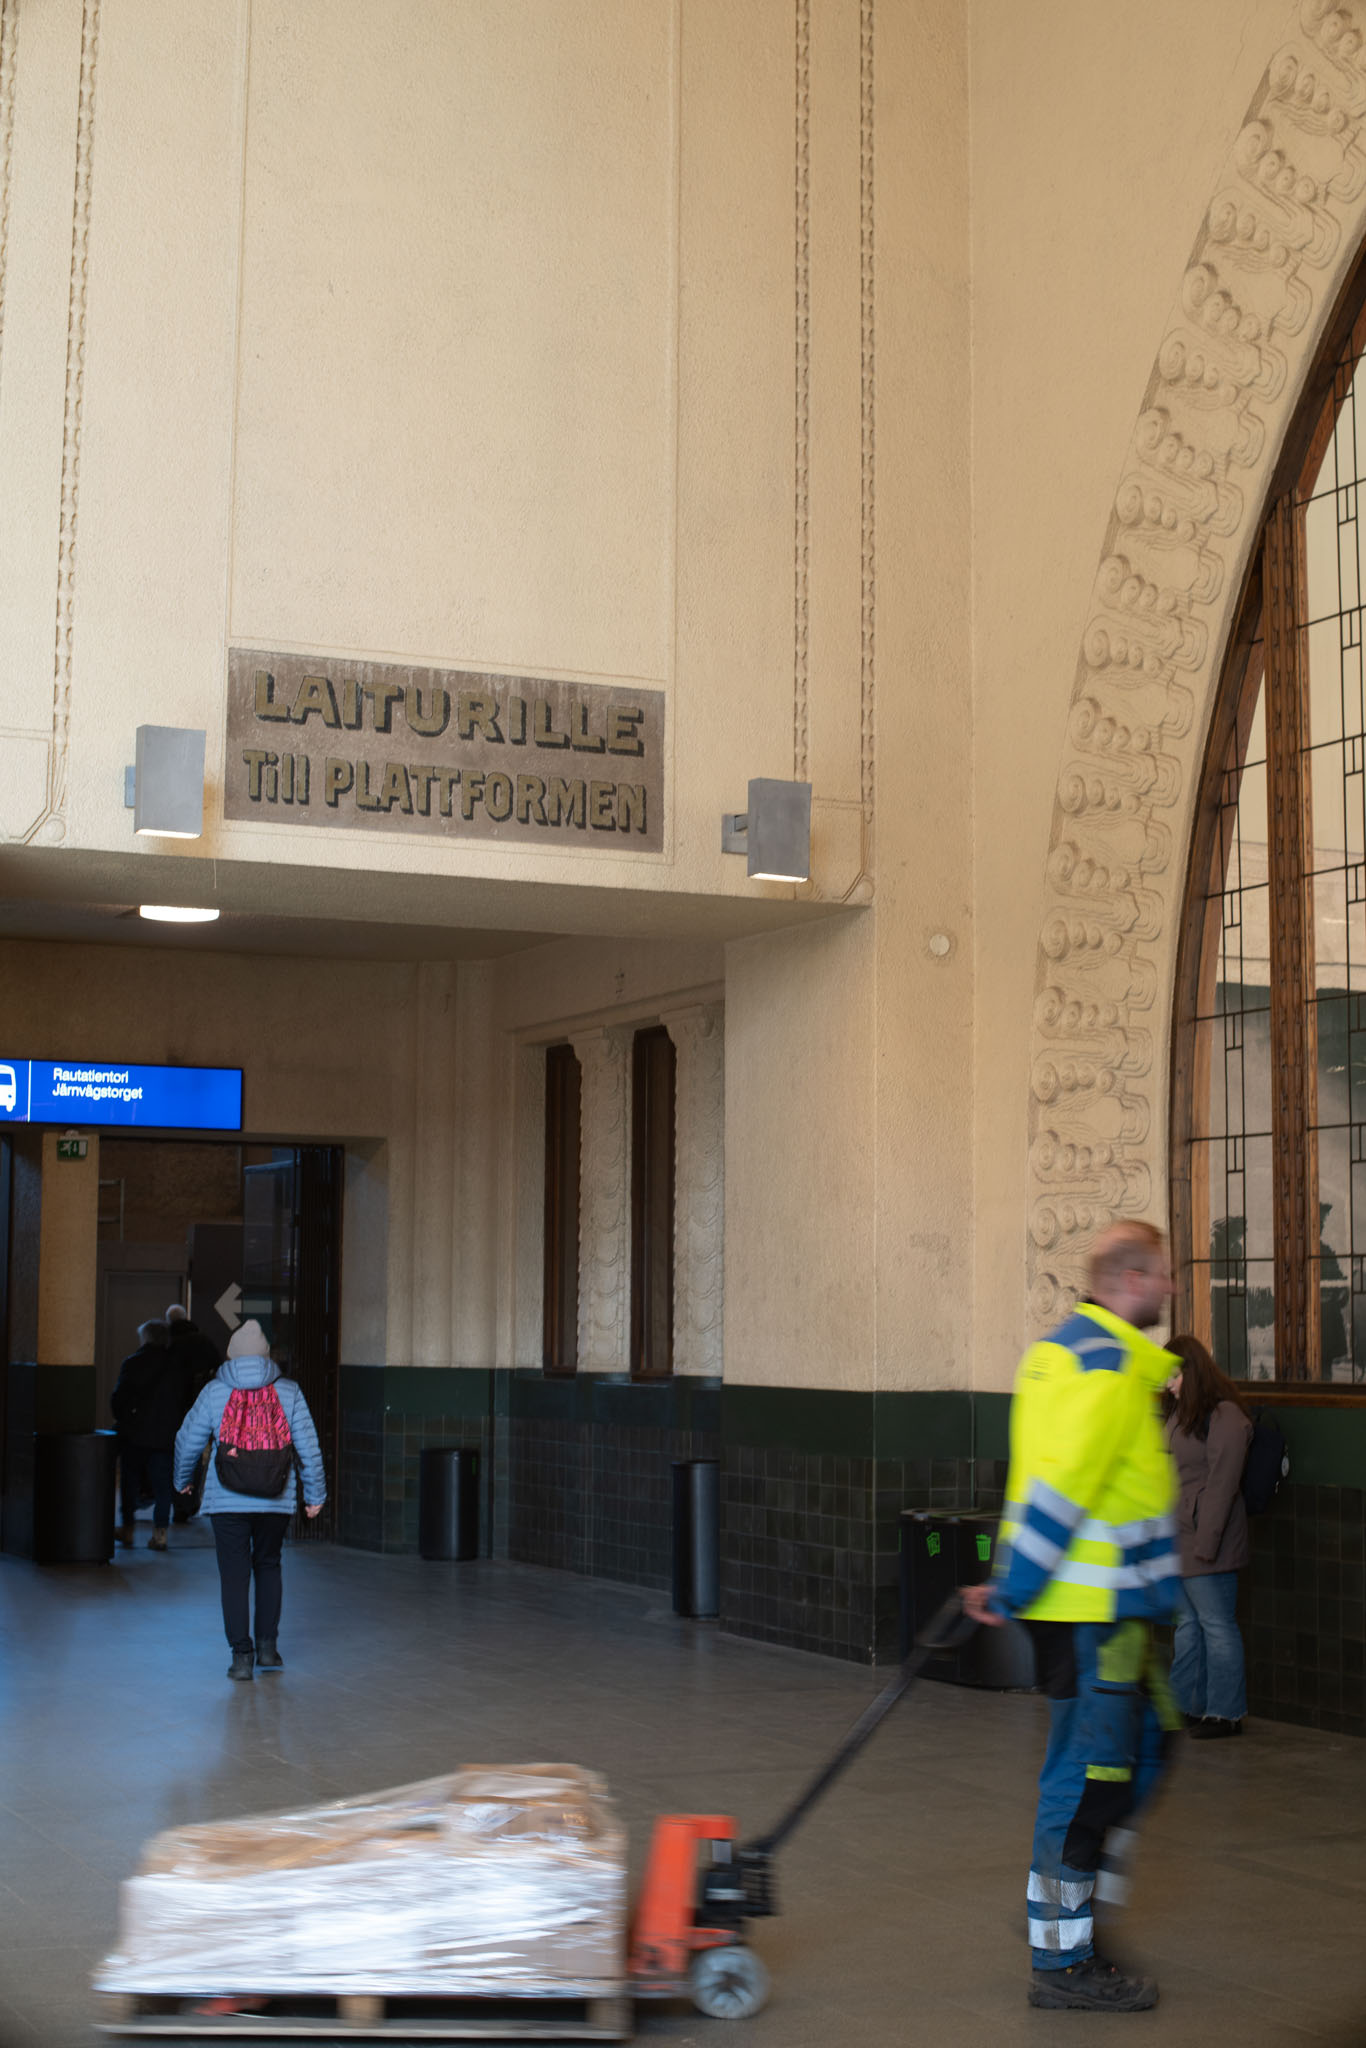 LAITURILLE
Till PLATTFORMEN
Rautatientori
Järnvägstorget